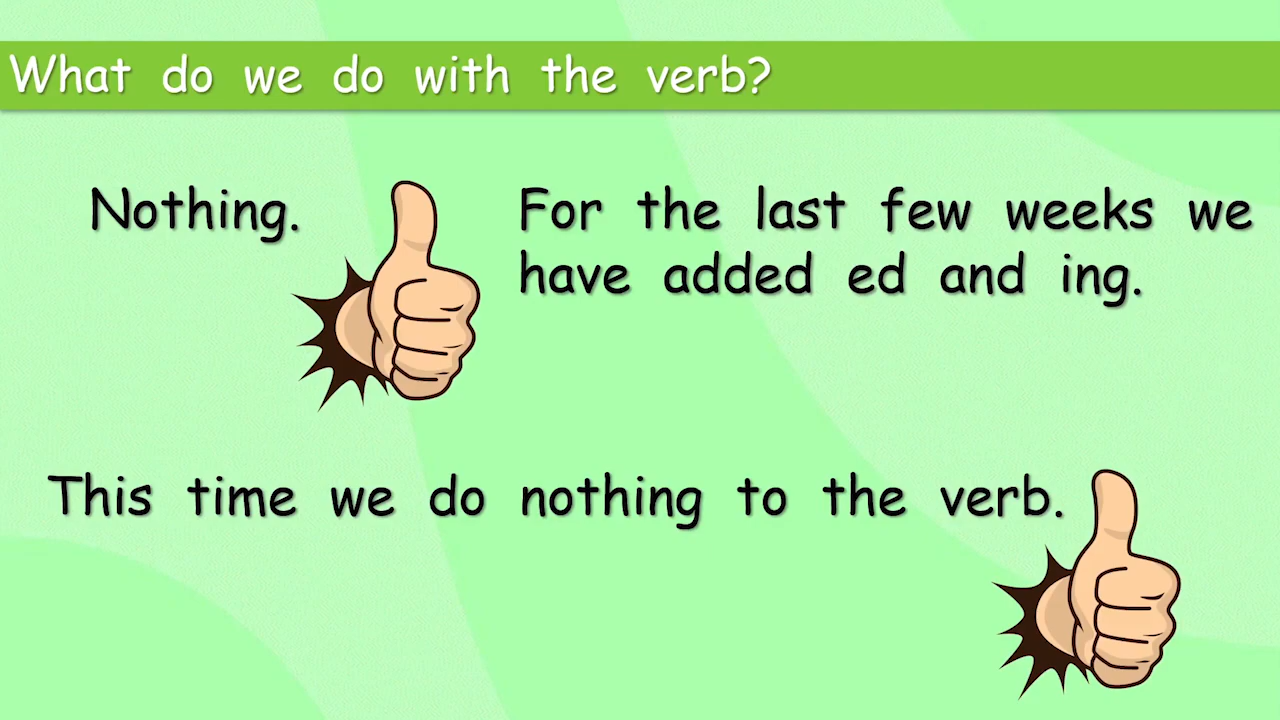 What do we do with the verb?
Nothing.
For the last few weeks we
have added ed and ing.
This time we do nothing to the verb.